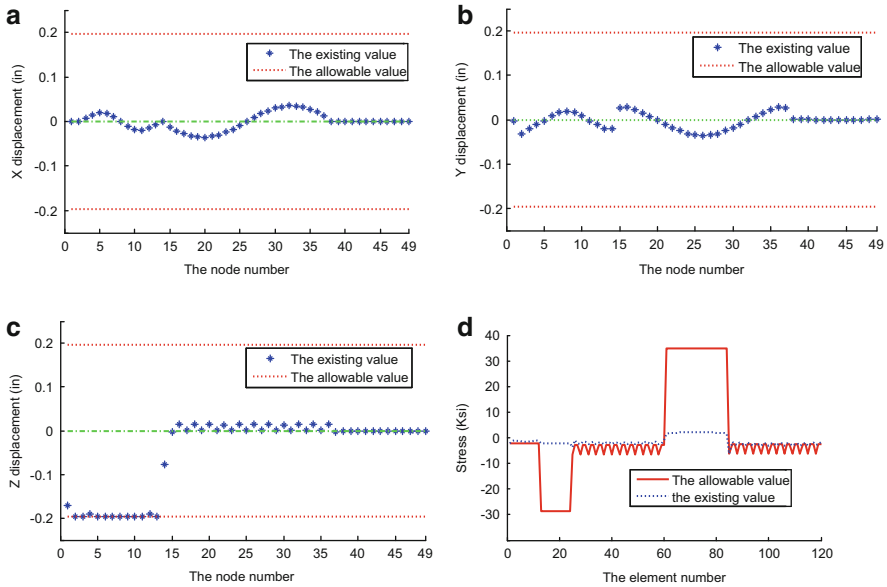 a
0.2
0.1
0
-0.1
-0.2
X displacement (in)
The existing value
The allowable value
0 5 10 15 20 25 30 35 40 45 49
The node number
b
0.2
0.1
0
-0.1
-0.2
Y displacement (in)
The existing value
The allowable value
0 5 10 15 20 25 30 35 40 45 49
The node number
c
0.2
0.1
0
-0.1
-0.2
Z displacement (in)
The existing value
The allowable value
0 5 10 15 20 25 30 35 40 45 49
The node number
d
40
30
20
10
0
-10
-20
-30
Stress (Ksi)
The allowable value
the existing value
0 20 40 60 80 100 120
The element number